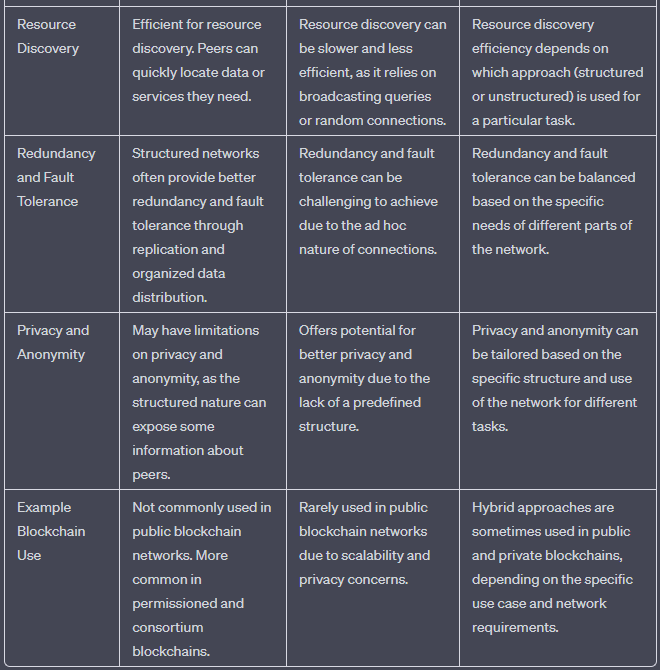 Resource
Discovery
Efficient for resource
discovery. Peers can
quickly locate data or
services they need.
Resource discovery can
be slower and less
efficient, as it relies on
broadcasting queries
or random connections.
Resource discovery
efficiency depends on
which approach (structured
or unstructured) is used for
a particular task.
Redundancy
and Fault
Tolerance
Structured networks
often provide better
redundancy and fault
tolerance through
replication and
organized data
distribution.
Redundancy and fault
tolerance can be
challenging to achieve
due to the ad hoc
nature of connections.
Redundancy and fault
tolerance can be balanced
based on the specific
needs of different parts of
the network.
Privacy and
Anonymity
May have limitations
on privacy and
anonymity, as the
structured nature can
expose some
information about
peers.
Offers potential for
better privacy and
anonymity due to the
lack of a predefined
structure.
Privacy and anonymity can
be tailored based on the
specific structure and use
of the network for different
tasks.
Example
Blockchain
Use
Not commonly used in
public blockchain
networks. More
common in
permissioned and
consortium
blockchains.
Rarely used in public
blockchain networks
due to scalability and
privacy concerns.
Hybrid approaches are
sometimes used in public
and private blockchains,
depending on the specific
use case and network
requirements.